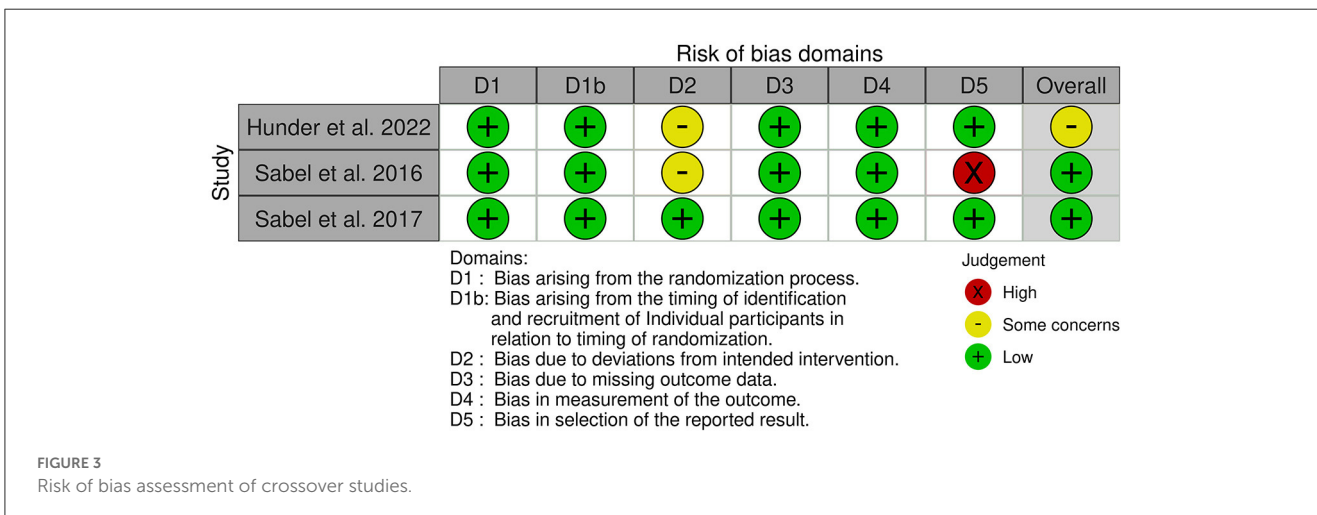 Risk of bias domains
D1 D1b D2 D3 D4 D5 Overall
Study
Hunder et al. 2022 + + - + + + -
Sabel et al. 2016 + + - + + X +
Sabel et al. 2017 + + + + + + +
Domains:
D1 : Bias arising from the randomization process.
D1b: Bias arising from the timing of identification
and recruitment of Individual participants in
relation to timing of randomization.
D2 : Bias due to deviations from intended intervention.
D3 : Bias due to missing outcome data.
D4 : Bias in measurement of the outcome.
D5 : Bias in selection of the reported result.
Judgement
X High
- Some concerns
+ Low
FIGURE 3
Risk of bias assessment of crossover studies.